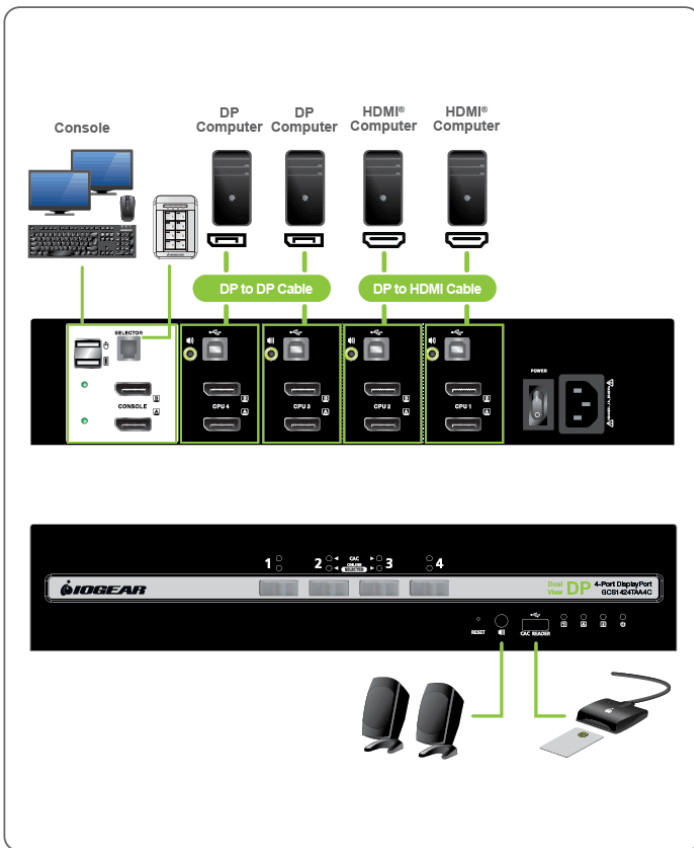 Console
DP
Computer
DP
Computer
HDMI®
Computer
HDMI®
Computer
DP to DP Cable
DP to HDMI Cable
SELECTOR
CONSOLE
B
A
CPU 4
B
A
CPU 3
B
A
CPU 2
B
A
CPU 1
B
A
POWER
1
2
CAC
ONLINE
SELECTED
3
4
IOGEAR
Dual
View
DP
4-Port DisplayPort
GCS1424TAA4C
RESET
CAC READER